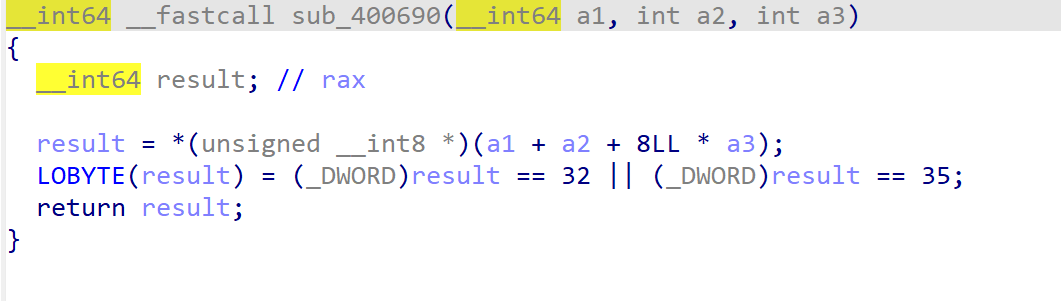 __int64 __fastcall sub_400690(__int64 a1, int a2, int a3)
{
  __int64 result; // rax
  result = *(unsigned __int8 *)(a1 + a2 + 8LL * a3);
  LOBYTE(result) = (_DWORD)result == 32 || (_DWORD)result == 35;
  return result;
}